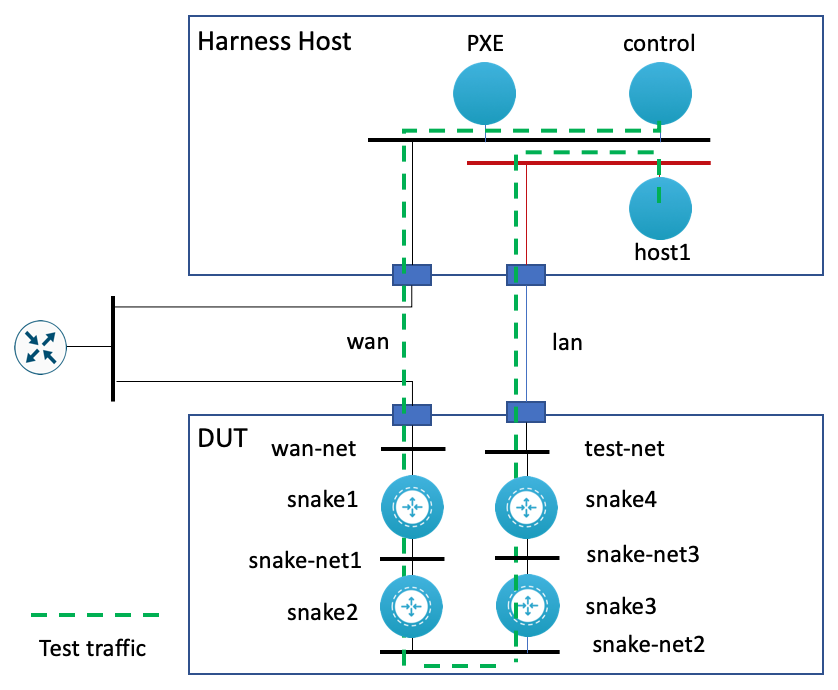 Harness Host
PXE
control
host1
wan
lan
DUT
wan-net
test-net
snake1
snake4
snake-net1
snake-net3
snake2
snake3
snake-net2
Test traffic